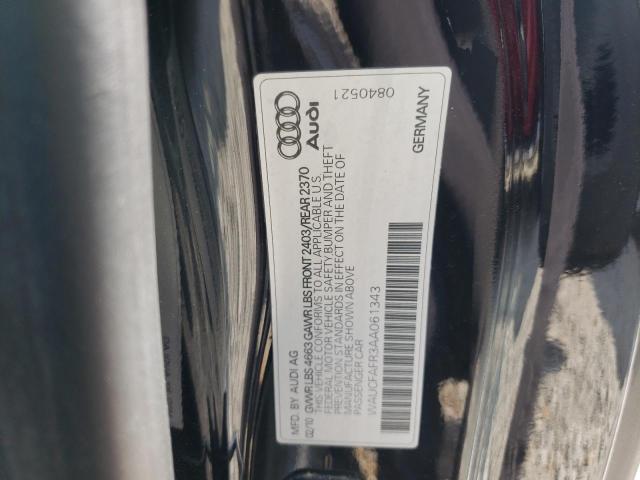 0840521
Audi
GERMANY
MFD. BY AUDI AG
02/10 GVWR LBS 4663 GAWR LBS FRONT 2403/REAR 2370
THIS VEHICLE CONFORMS TO ALL APPLICABLE U.S.
FEDERAL MOTOR VEHICLE SAFETY BUMPER AND THEFT
PREVENTION STANDARDS IN EFFECT ON THE DATE OF
MANUFACTURE SHOWN ABOVE
PASSENGER CAR
WAUCFAFR3AA061343